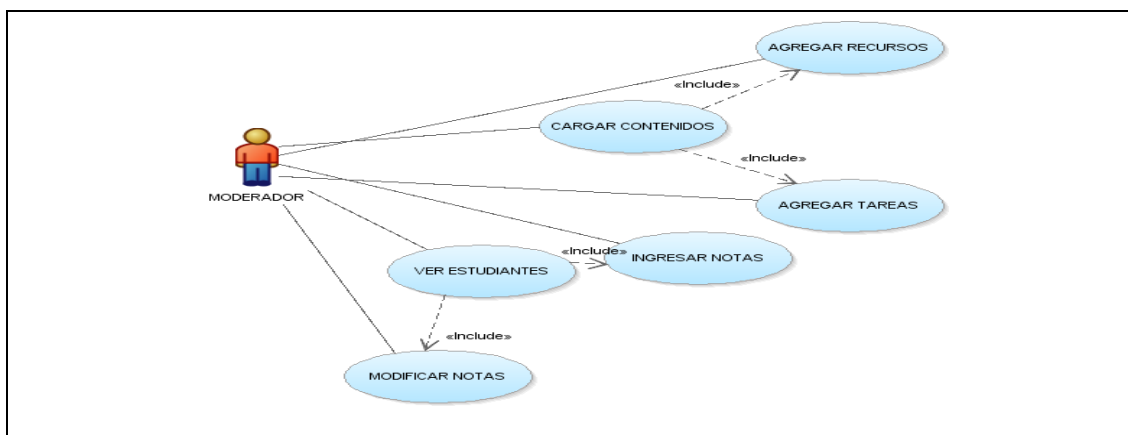 AGREGAR RECURSOS
«Include»
CARGAR CONTENIDOS
«Include»
MODERADOR
AGREGAR TAREAS
«Include»
INGRESAR NOTAS
VER ESTUDIANTES
«Include»
MODIFICAR NOTAS